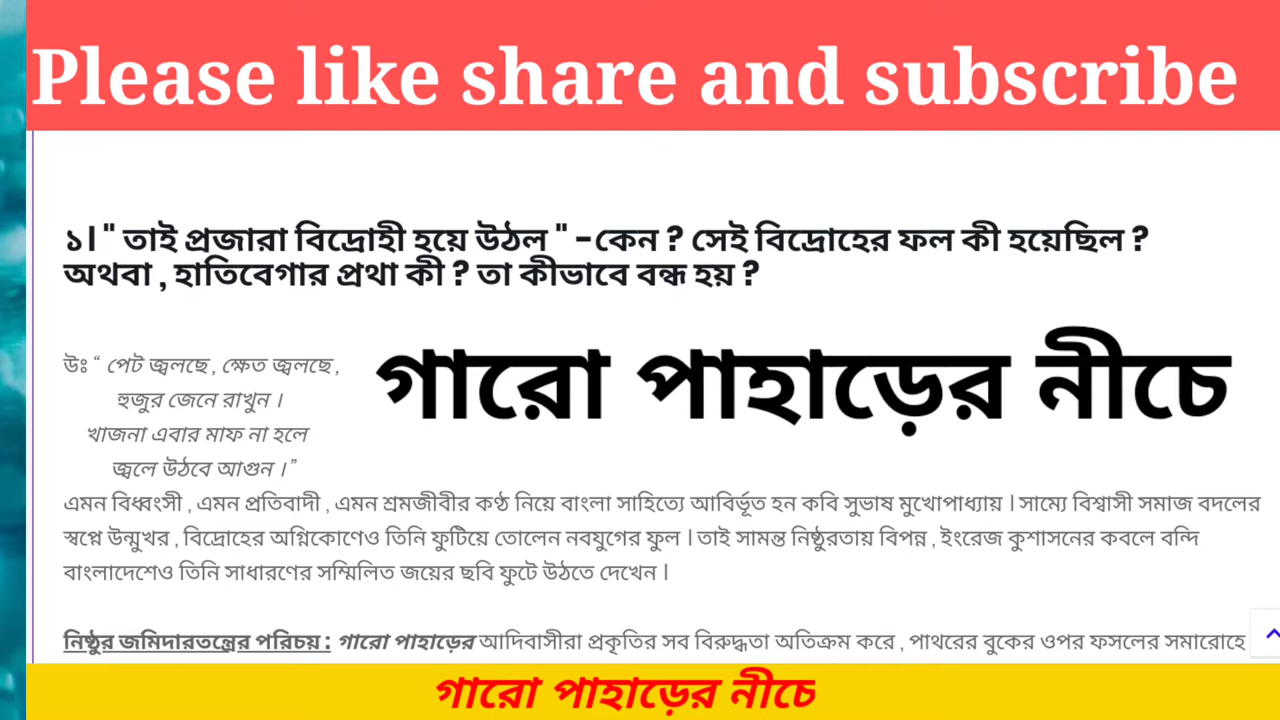 Please like share and subscribe
১। " তাই প্রজারা বিদ্রোহী হয়ে উঠল " -কেন ? সেই বিদ্রোহের ফল কী হয়েছিল ?
অথবা , হাতিবেগার প্রথা কী ? তা কীভাবে বন্ধ হয় ?
গারো পাহাড়ের নীচে
উঃ “ পেট জ্বলছে , ক্ষেত জ্বলছে ,
হুজুর জেনে রাখুন ।
খাজনা এবার মাফ না হলে
জ্বলে উঠবে আগুন ।”
এমন বিধ্বংসী , এমন প্রতিবাদী , এমন শ্রমজীবীর কণ্ঠ নিয়ে বাংলা সাহিত্যে আবির্ভূত হন কবি সুভাষ মুখোপাধ্যায় । সাম্যে বিশ্বাসী সমাজ বদলের
স্বপ্নে উন্মুখর , বিদ্রোহের অগ্নিকোণেও তিনি ফুটিয়ে তোলেন নবযুগের ফুল । তাই সামন্ত নিষ্ঠুরতায় বিপন্ন , ইংরেজ কুশাসনের কবলে বন্দি
বাংলাদেশেও তিনি সাধারণের সম্মিলিত জয়ের ছবি ফুটে উঠতে দেখেন ।
নিষ্ঠুর জমিদারতন্ত্রের পরিচয় : গারো পাহাড়ের আদিবাসীরা প্রকৃতির সব বিরুদ্ধতা অতিক্রম করে , পাথরের বুকের ওপর ফসলের সমারোহে
গারো পাহাড়ের নীচে